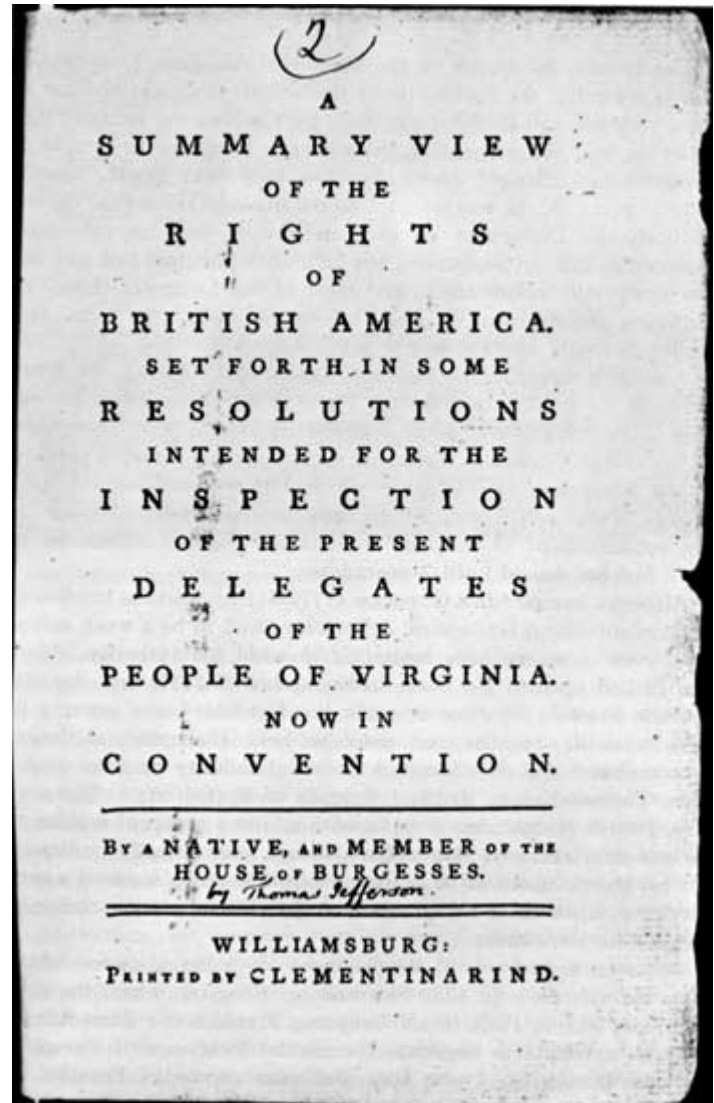 2
A
SUMMARY VIEW
OF THE
RIGHTS
OF
BRITISH AMERICA.
SET FORTH IN SOME
RESOLUTIONS
INTENDED FOR THE
INSPECTION
OF THE PRESENT
DELEGATES
OF THE
PEOPLE OF VIRGINIA.
NOW IN
CONVENTION.
BY A NATIVE, AND MEMBER OF THE
HOUSE OF BURGESSES.
by Thomas Jefferson.
WILLIAMSBURG:
PRINTED BY CLEMENTINA RIND.